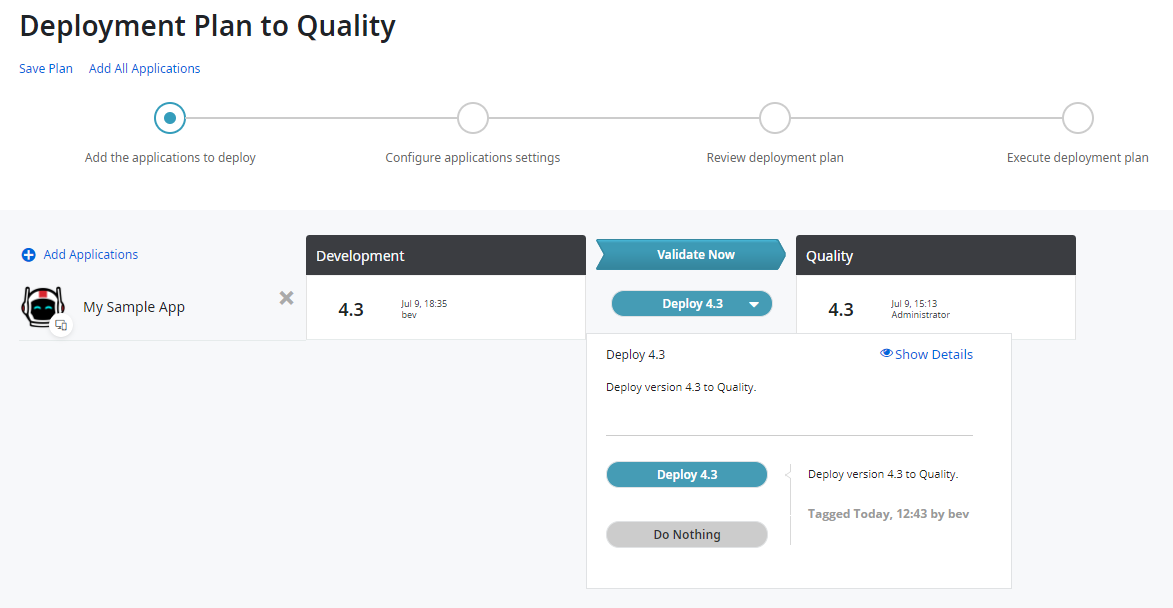 Deployment Plan to Quality
Save Plan Add All Applications
Add the applications to deploy Configure applications settings Review deployment plan Execute deployment plan
Add Applications Development Validate Now Quality
My Sample App 4.3 Jul 9, 18:35 Deploy 4.3 4.3 Jul 9, 15:13
bev Administrator
Deploy 4.3 Show Details
Deploy version 4.3 to Quality.
Deploy 4.3 Deploy version 4.3 to Quality.
Tagged Today, 12:43 by bev
Do Nothing